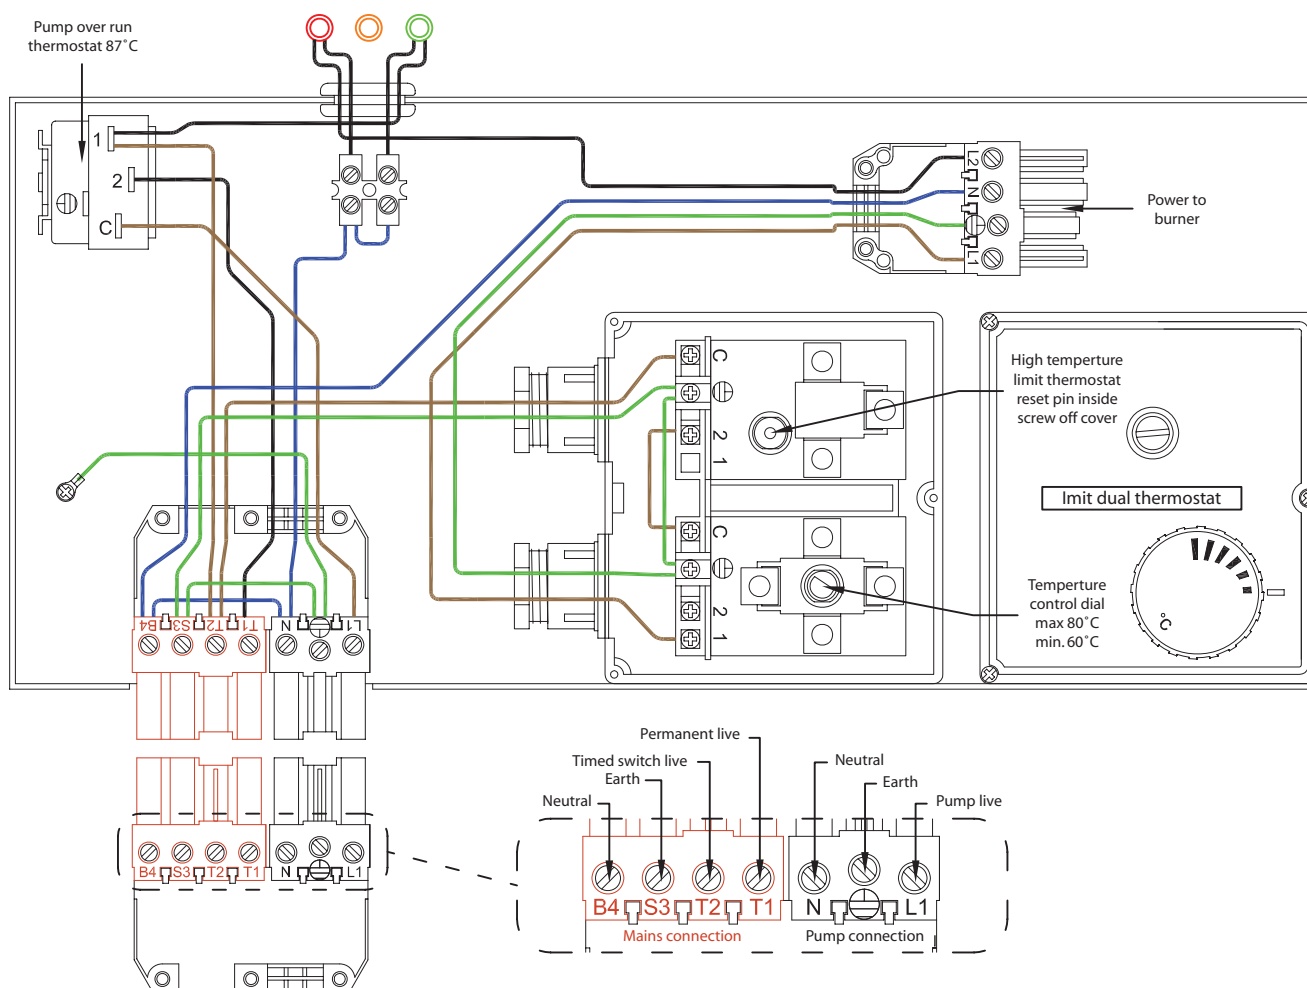 Pump over run
thermostat 87°C
1
2
C
L2
N
L1
Power to
burner
C
2
1
C
2
1
High temperture
limit thermostat
reset pin inside
screw off cover
Imit dual thermostat
Temperture
control dial
max 80°C
min. 60°C
°C
B4 S3 T2 T1 N L1
B4 S3 T2 T1 N L1
Permanent live
Timed switch live
Earth
Neutral
Neutral
Earth
Pump live
B4 S3 T2 T1 N L1
Mains connection
Pump connection